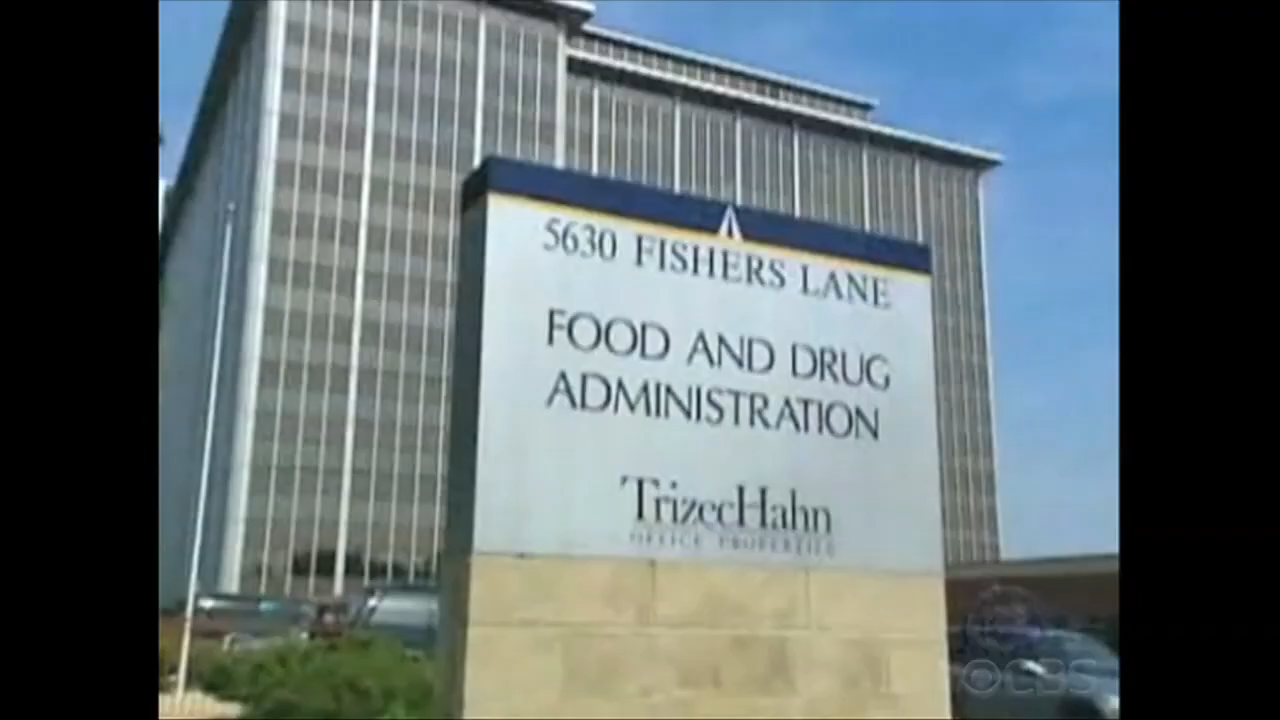 5630 FISHERS LANE
FOOD AND DRUG
ADMINISTRATION
TrizecHahn
OFFICE PROPERTIES
CBS